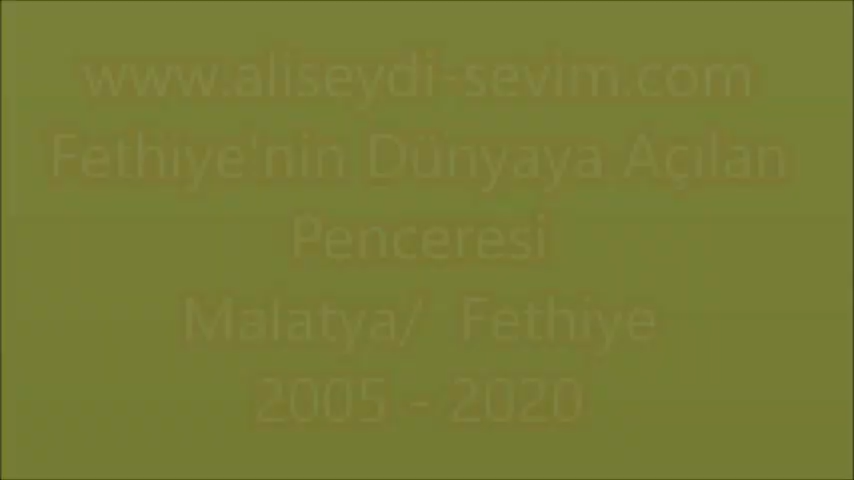 www.aliseydi-sevim.com
Fethiye'nin Dünyaya Açılan
Penceresi
Malatya/ Fethiye
2005 - 2020